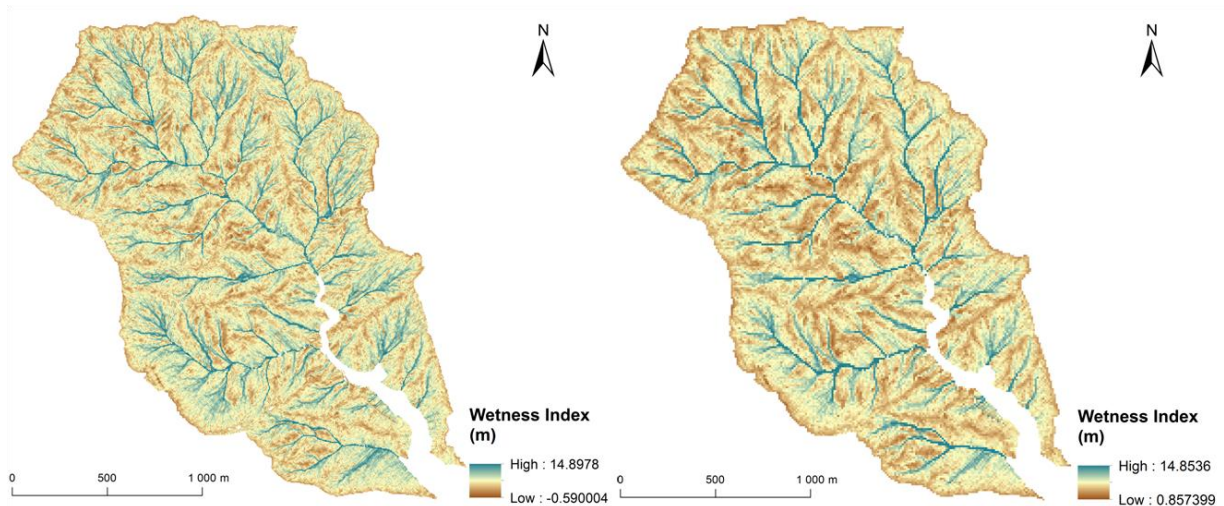 N
N
Wetness Index
(m)
High : 14.8978
Low : -0.590004
0 500 1 000 m
Wetness Index
(m)
High : 14.8536
Low : 0.857399
0 500 1 000 m